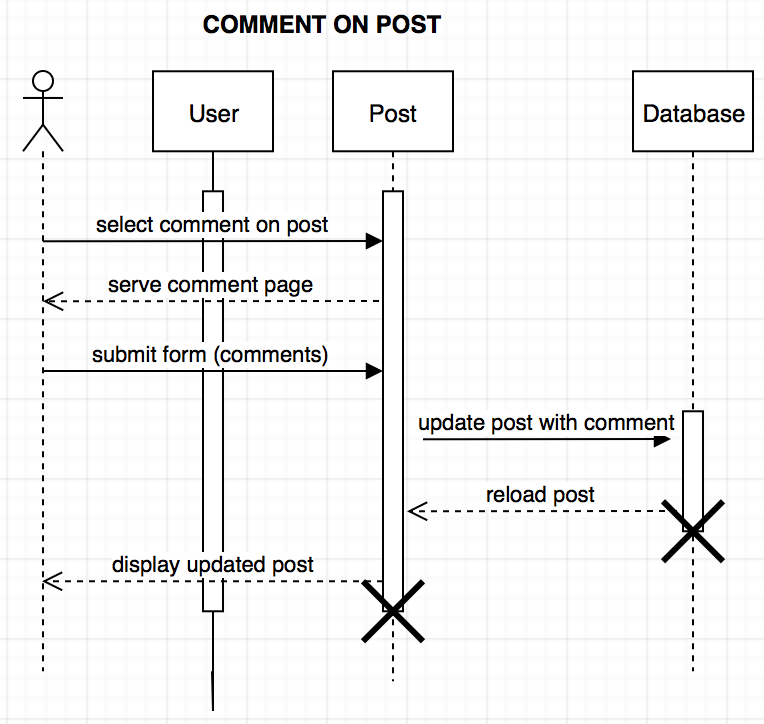 COMMENT ON POST
User
Post
Database
select comment on post
serve comment page
submit form (comments)
update post with comment
reload post
display updated post